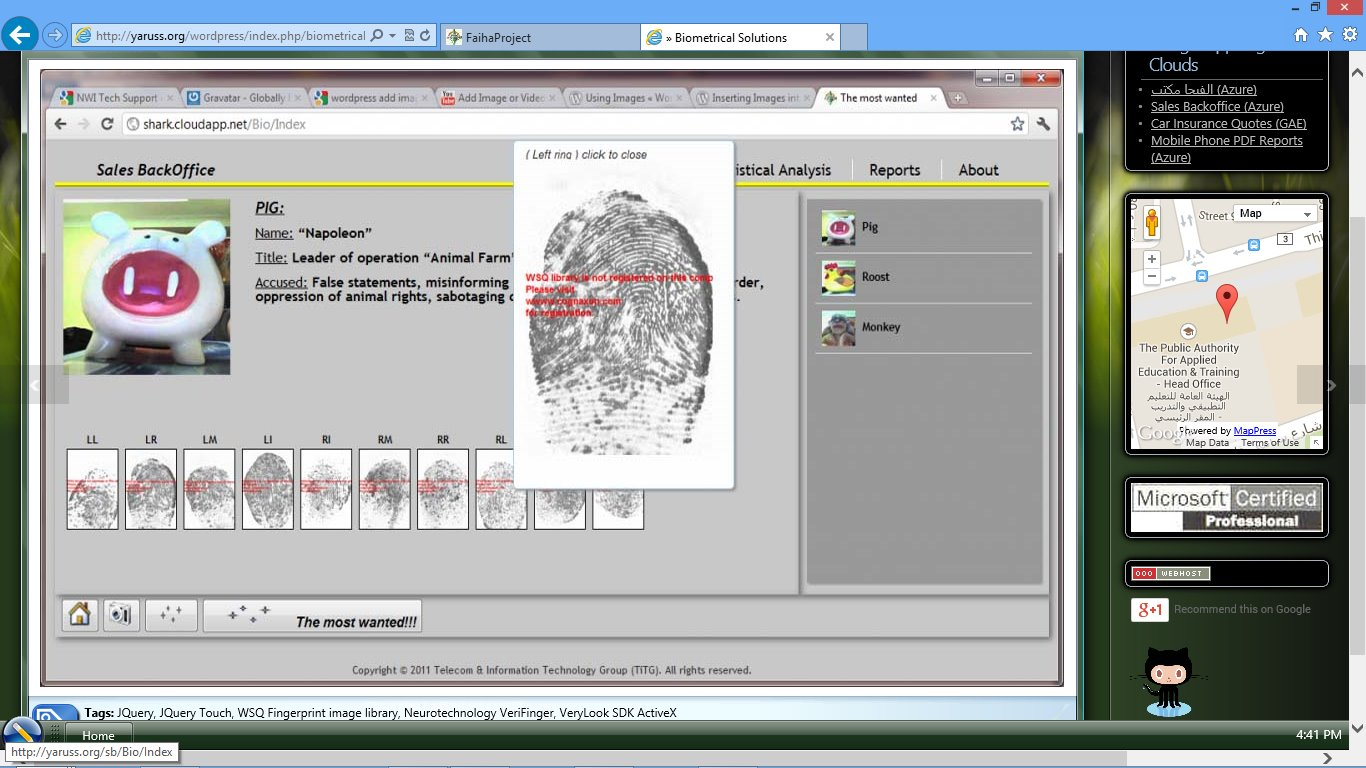 http://yaruss.org/wordpress/index.php/biometrical
FaihaProject
» Biometrical Solutions
NWI Tech Support
Gravatar - Globally
wordpress add ima
Add Image or Video
Using Images « Wo
Inserting Images int
The most wanted
shark.cloudapp.net/Bio/Index
Sales BackOffice
istical Analysis
Reports
About
( Left ring ) click to close
WSQ library is not registered on this comp
Please visit
for registration.
PIG:
Name: “Napoleon”
Title: Leader of operation “Animal Farm"
Accused: False statements, misinforming
rder,
oppression of animal rights, sabotaging
Pig
Roost
Monkey
LL LR LM LI RI RM RR RL
The most wanted!!!
Copyright © 2011 Telecom & Information Technology Group (TiTG). All rights reserved.
Tags: JQuery, JQuery Touch, WSQ Fingerprint image library, Neurotechnology VeriFinger, VeryLook SDK ActiveX
Home
http://yaruss.org/sb/Bio/Index
4:41 PM
Clouds
الفيحا مكتب (Azure)
Sales Backoffice (Azure)
Car Insurance Quotes (GAE)
Mobile Phone PDF Reports
(Azure)
Street
Map
3
Thi
The Public Authority
For Applied
Education & Training
- Head Office
الهيئة العامة للتعليم
التطبيقي والتدريب
- المقر الرئيسي
شارع
Powered by MapPress
Google
Map Data
Terms of Use
Microsoft Certified
Professional
000 WEBHOST
g+1 Recommend this on Google